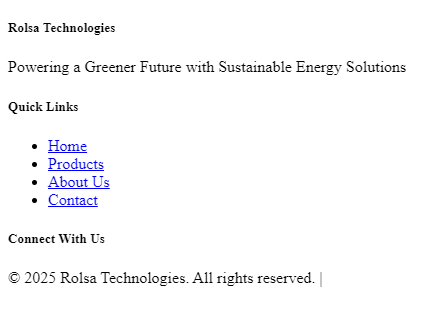 Rolsa Technologies
Powering a Greener Future with Sustainable Energy Solutions
Quick Links
Home
Products
About Us
Contact
Connect With Us
© 2025 Rolsa Technologies. All rights reserved. |